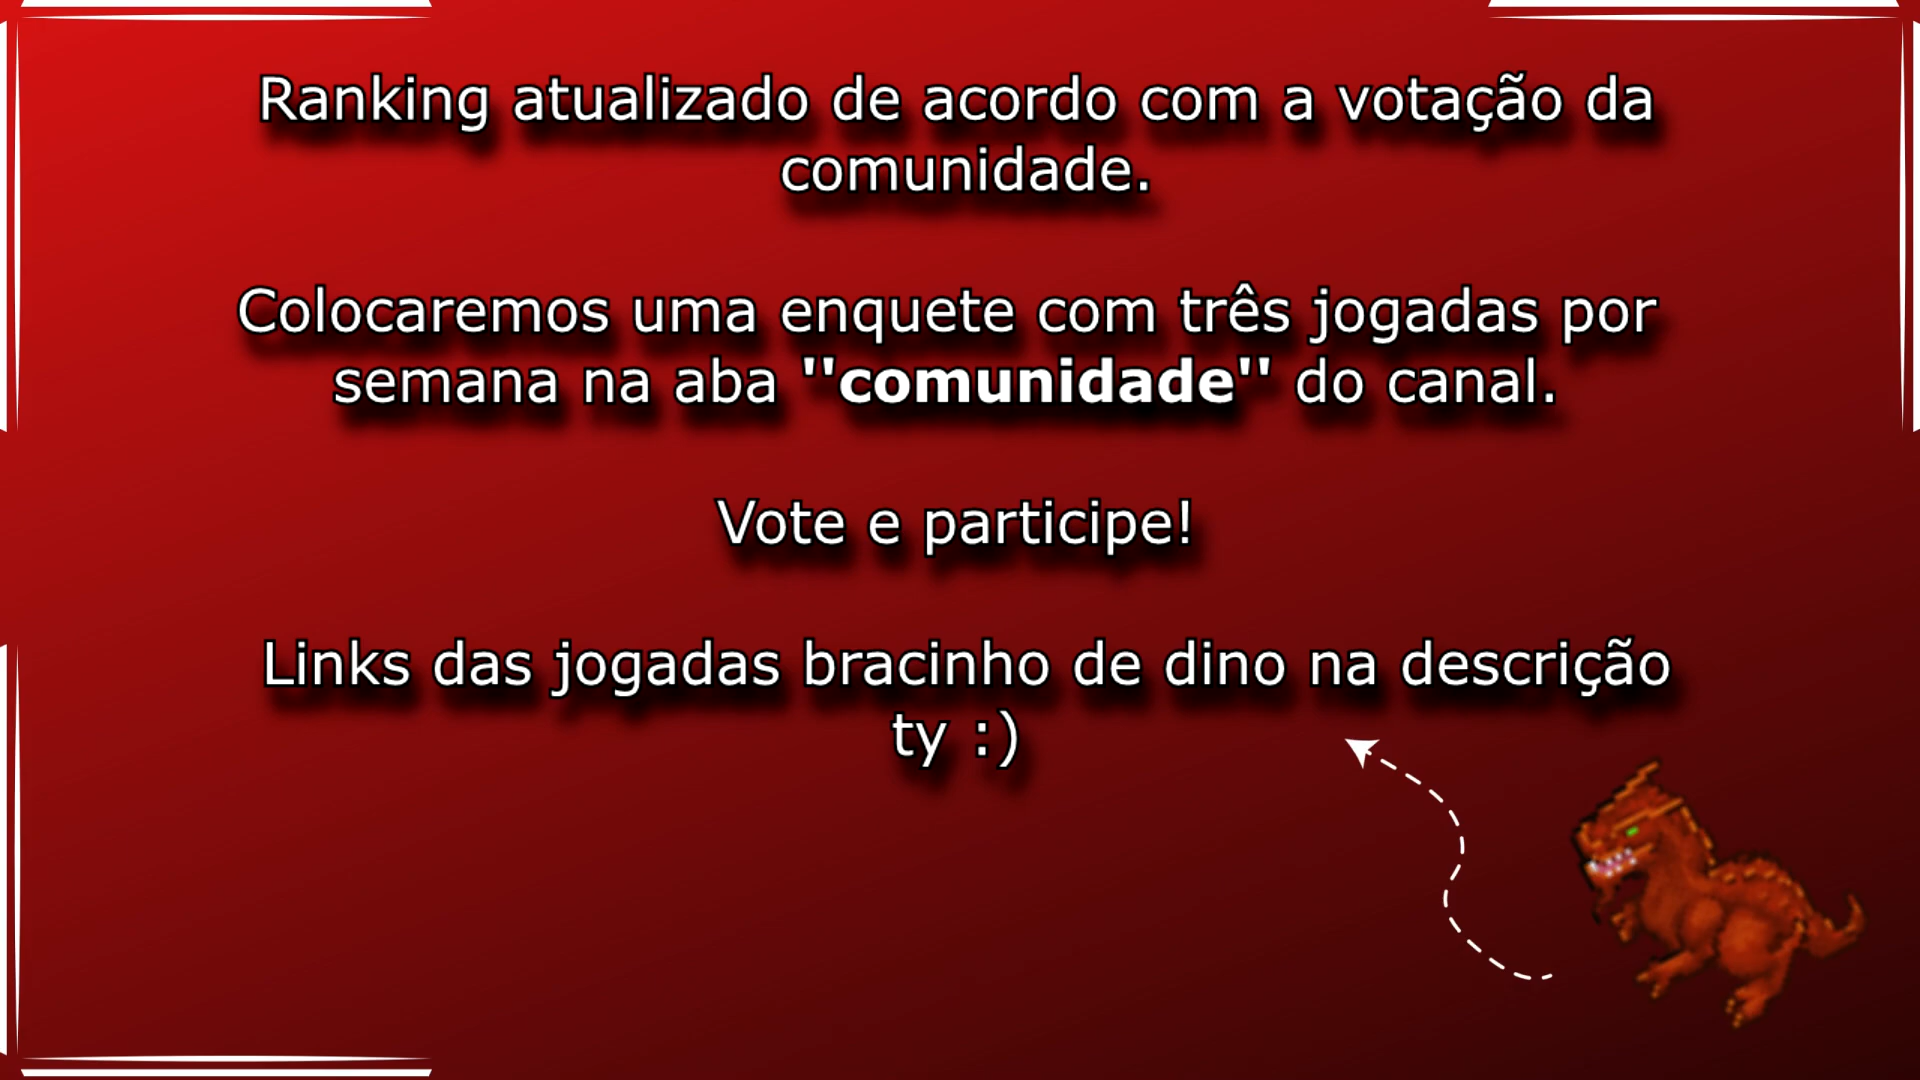 Ranking atualizado de acordo com a votação da
comunidade.
Colocaremos uma enquete com três jogadas por
semana na aba ''comunidade'' do canal.
Vote e participe!
Links das jogadas bracinho de dino na descrição
ty :)